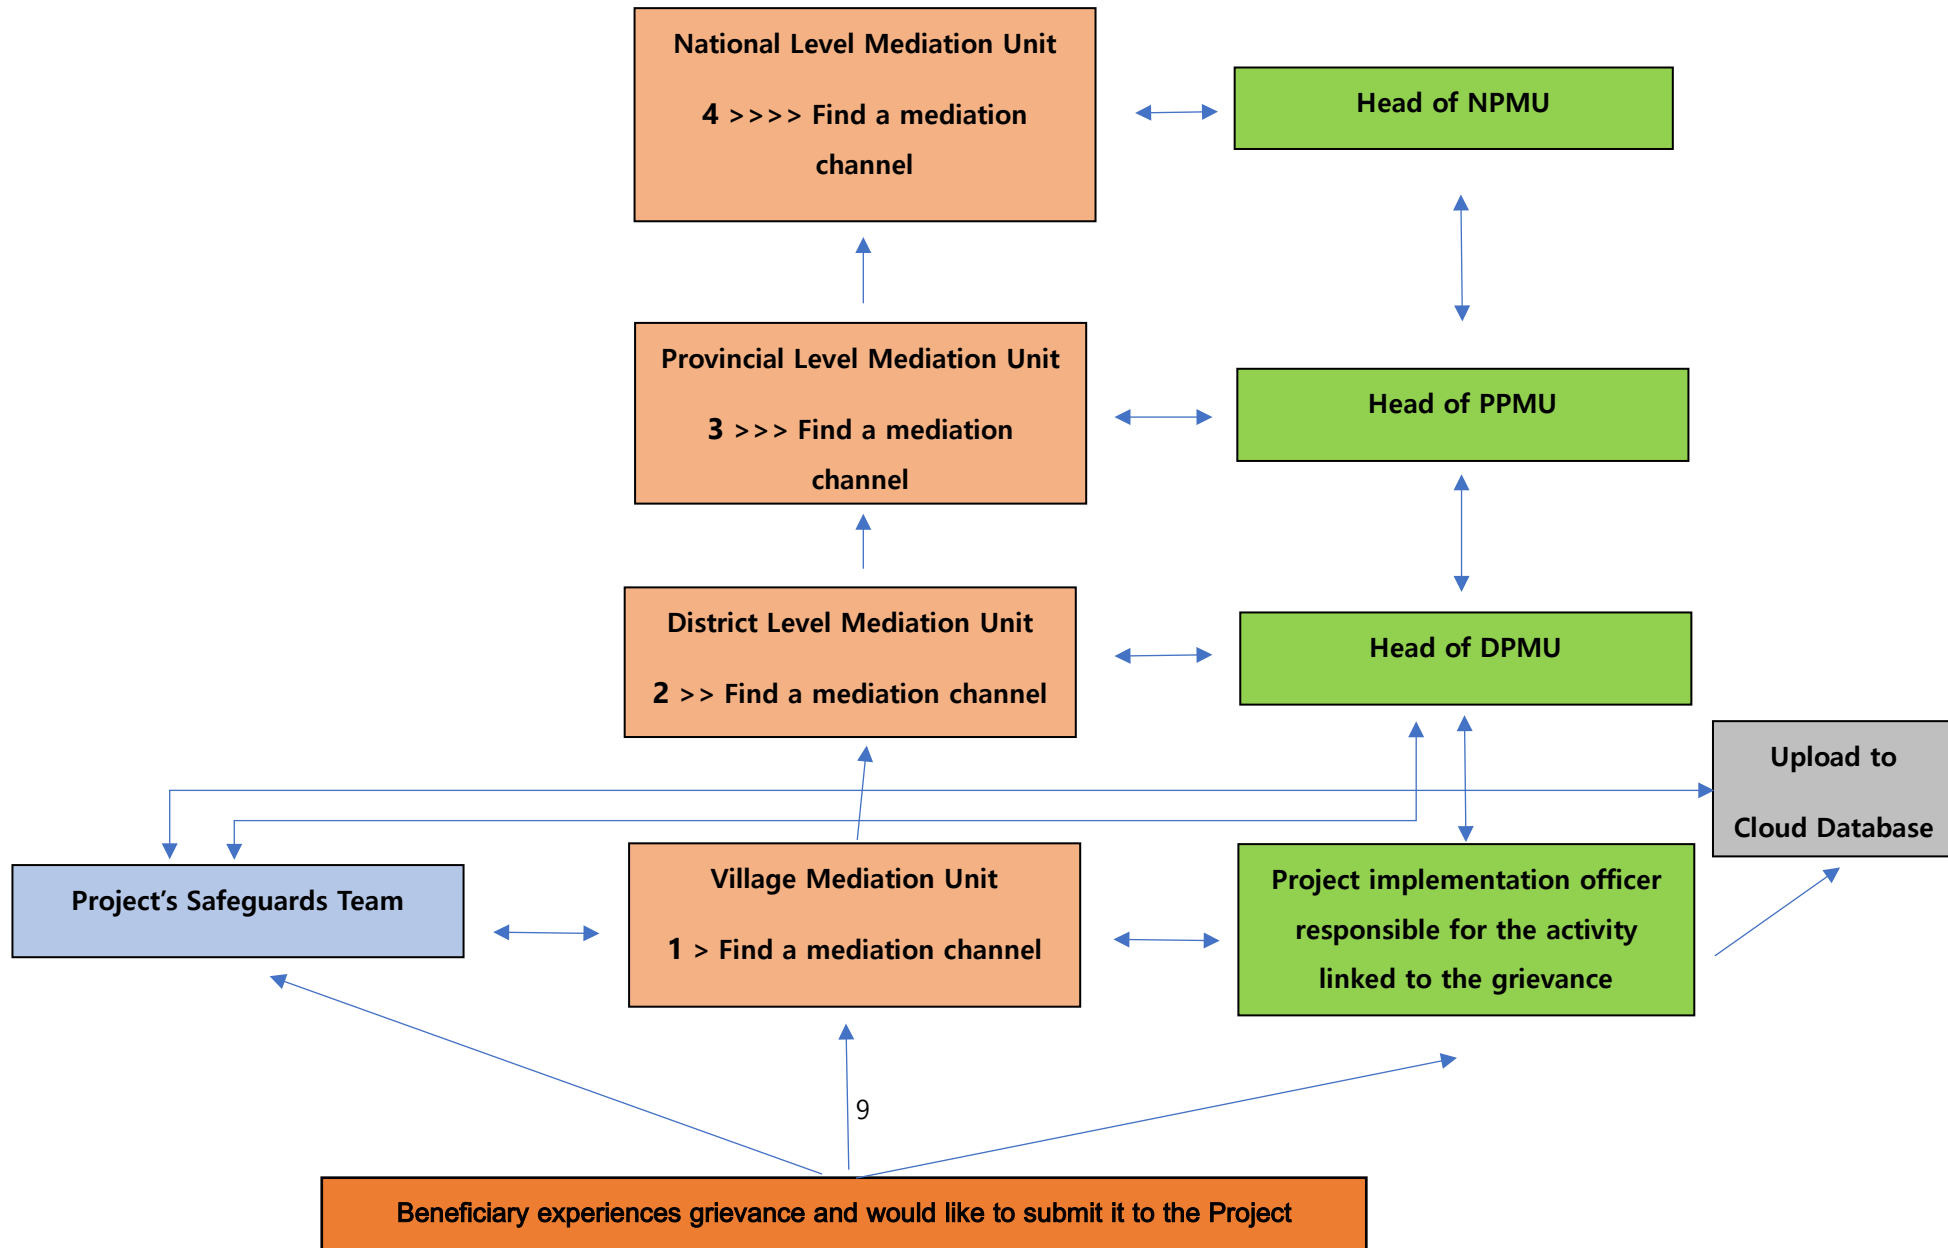 National Level Mediation Unit
4 >>>> Find a mediation
channel
Head of NPMU
Provincial Level Mediation Unit
3 >>> Find a mediation
channel
Head of PPMU
District Level Mediation Unit
2 >> Find a mediation channel
Head of DPMU
Upload to
Cloud Database
Project’s Safeguards Team
Village Mediation Unit
1 > Find a mediation channel
Project implementation officer
responsible for the activity
linked to the grievance
9
Beneficiary experiences grievance and would like to submit it to the Project